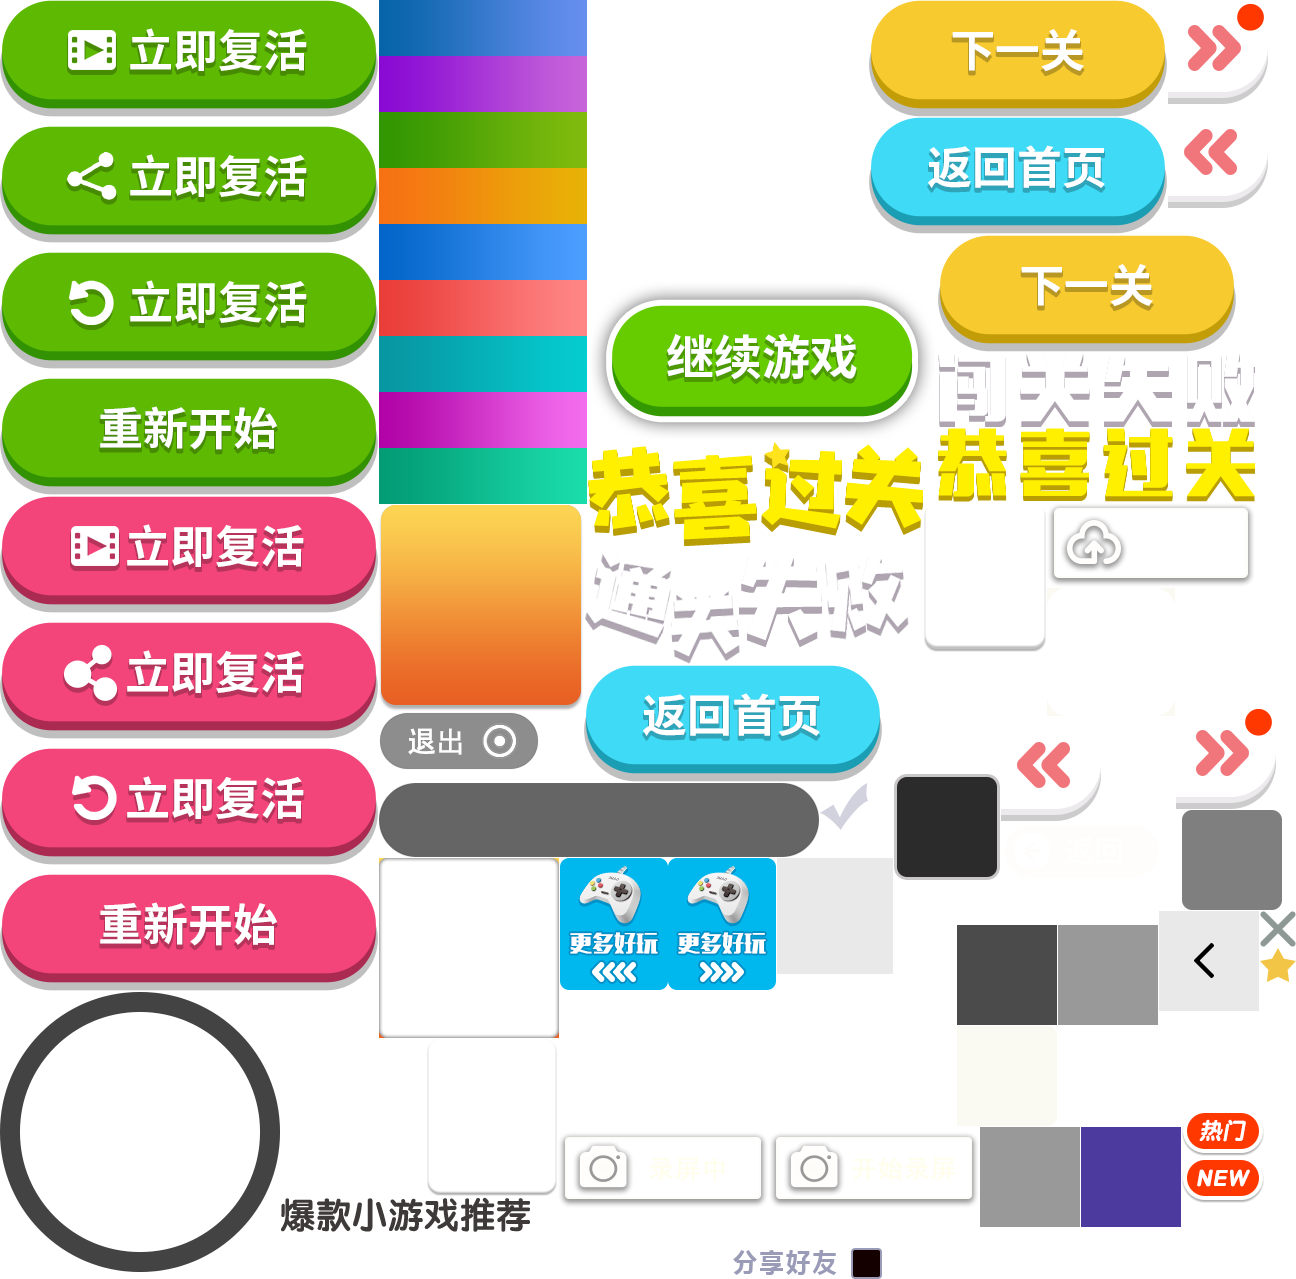 立即复活
立即复活
立即复活
重新开始
立即复活
立即复活
立即复活
重新开始
下一关
返回首页
下一关
继续游戏
闯关失败
恭喜过关
恭喜过关
通关失败
返回首页
退出
更多好玩
更多好玩
热门
NEW
爆款小游戏推荐
分享好友